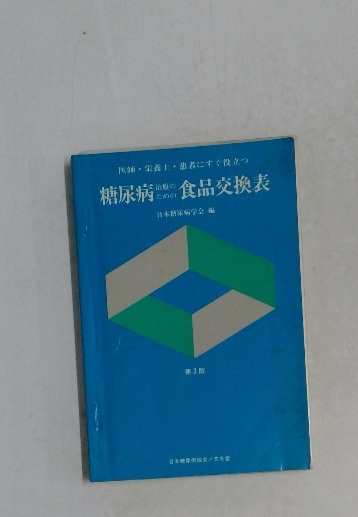 医師・栄養士・患者にすぐ役立つ
糖尿病治療のための食品交換表
日本糖尿病学会 編
第3版
日本糖尿病協会／文光堂